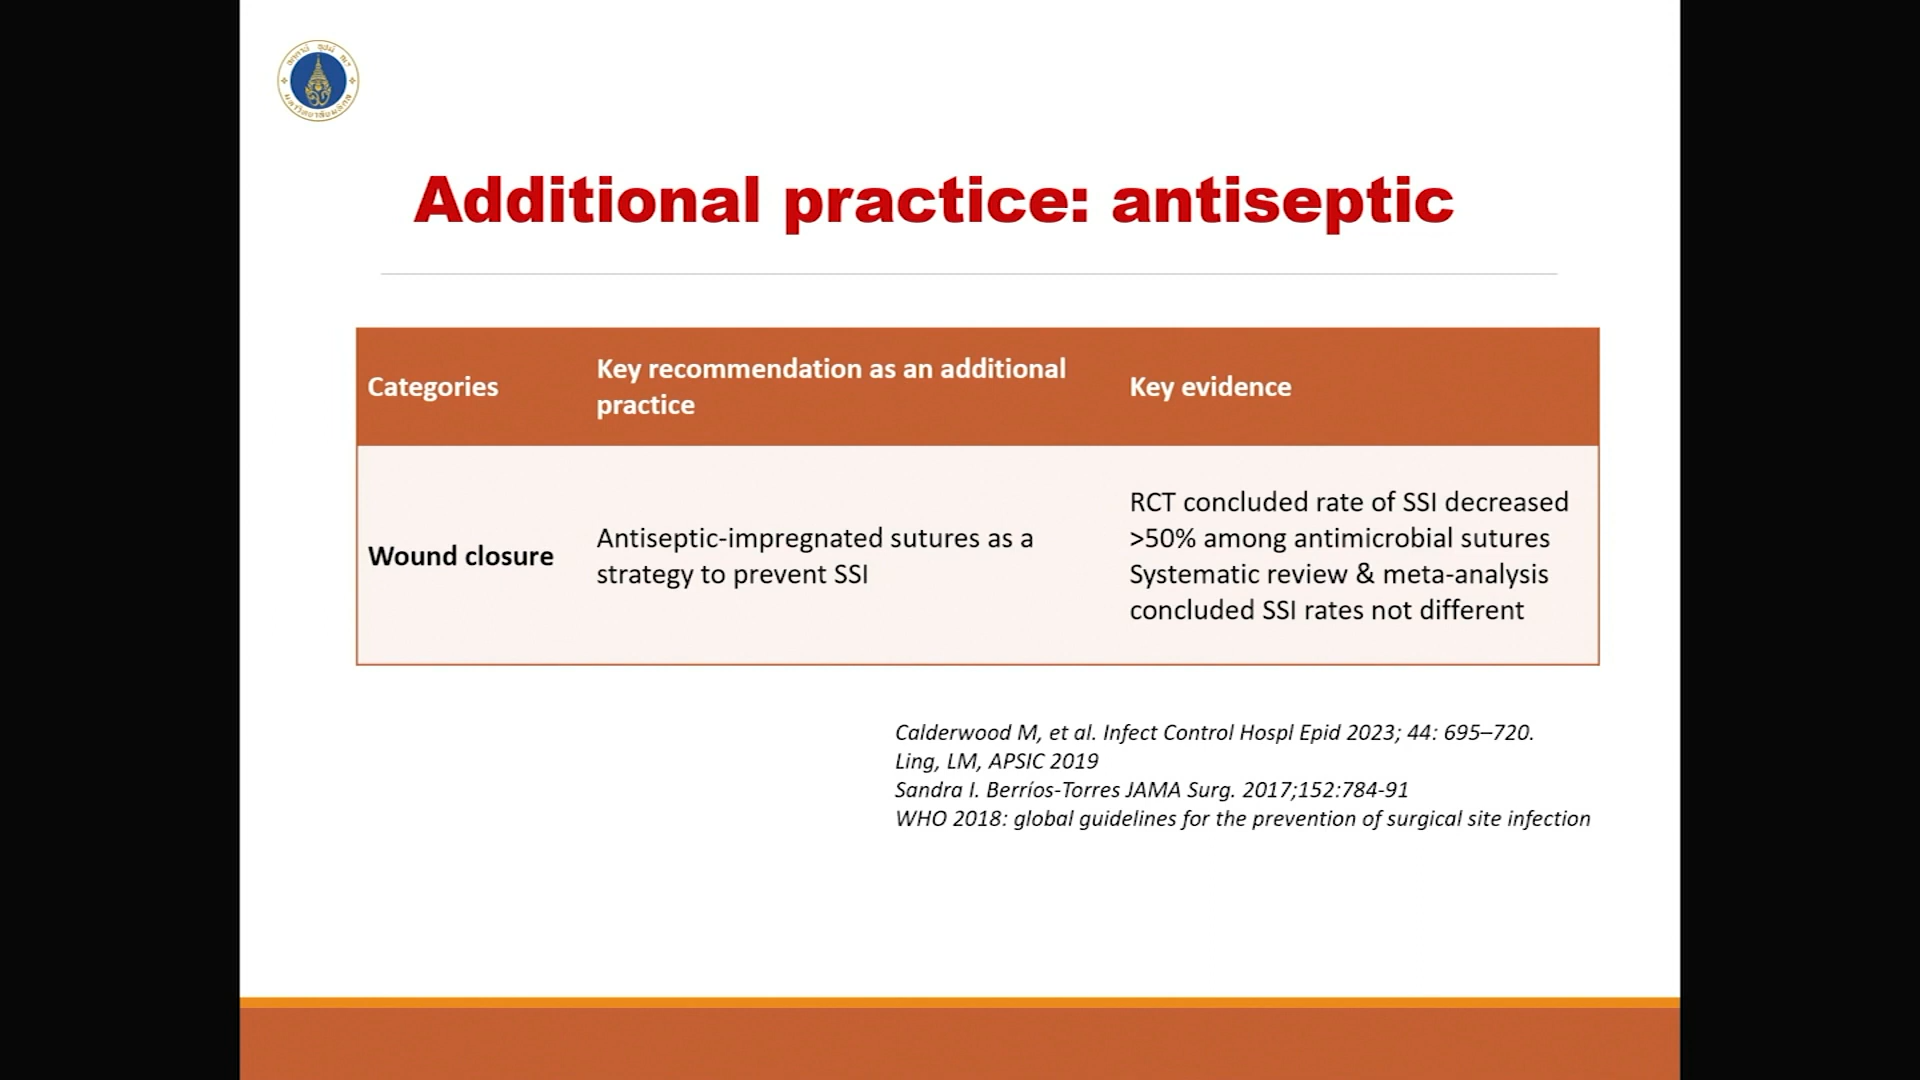 Additional practice: antiseptic
Categories
Key recommendation as an additional
practice
Key evidence
Wound closure
Antiseptic-impregnated sutures as a
strategy to prevent SSI
RCT concluded rate of SSI decreased
>50% among antimicrobial sutures
Systematic review & meta-analysis
concluded SSI rates not different
Calderwood M, et al. Infect Control Hospl Epid 2023; 44: 695–720.
Ling, LM, APSIC 2019
Sandra I. Berríos-Torres JAMA Surg. 2017;152:784-91
WHO 2018: global guidelines for the prevention of surgical site infection